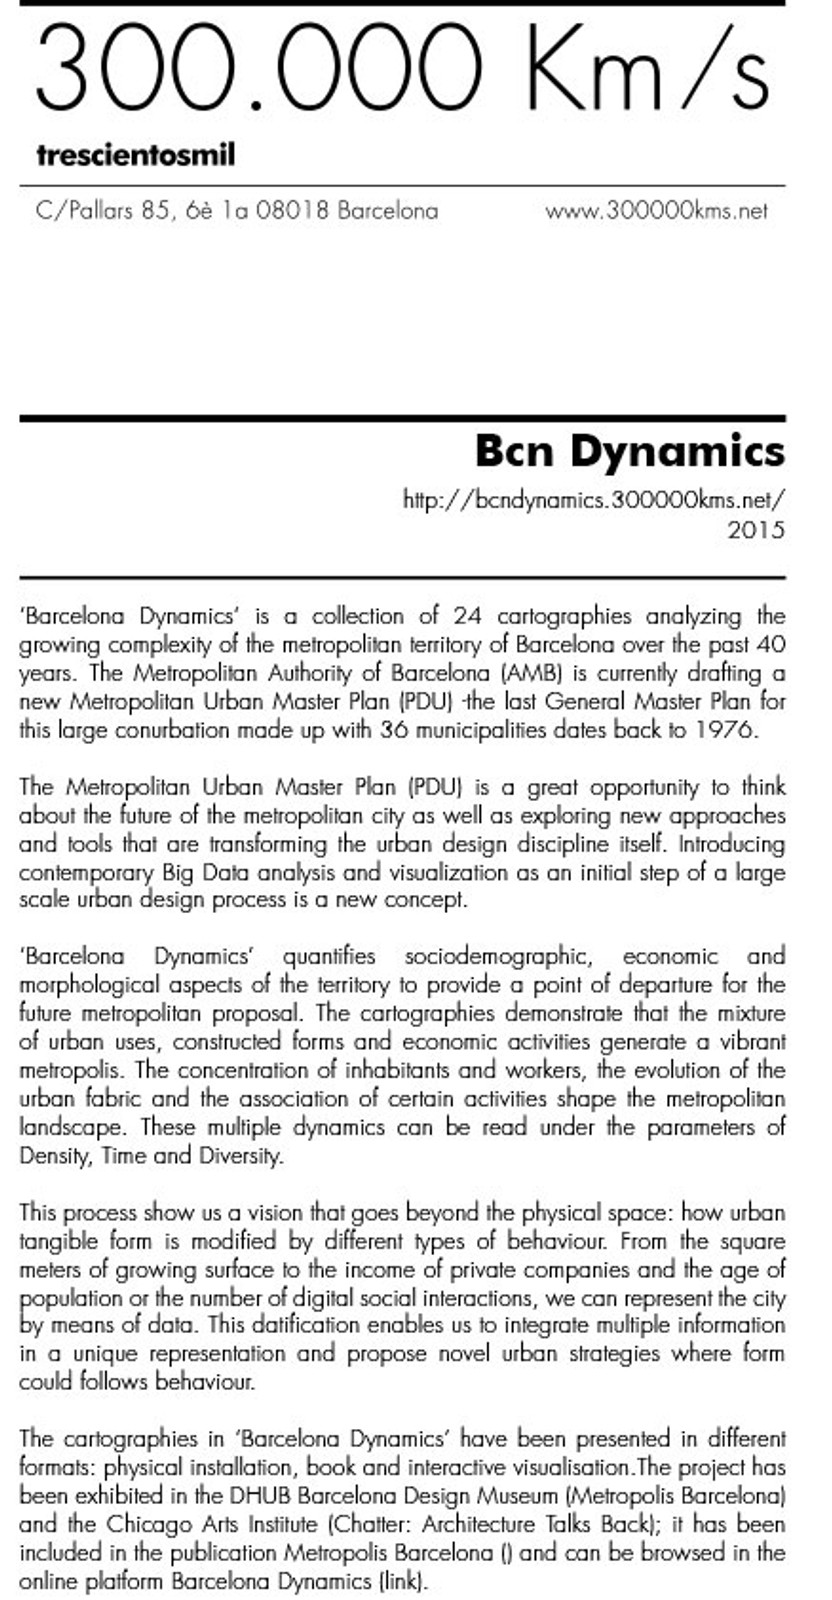 300.000 Km/s
trescientosmil
C/Pallars 85, 6è 1a 08018 Barcelona www.300000kms.net
Bcn Dynamics
http://bcndynamics.300000kms.net/
2015
'Barcelona Dynamics' is a collection of 24 cartographies analyzing the
growing complexity of the metropolitan territory of Barcelona over the past 40
years. The Metropolitan Authority of Barcelona (AMB) is currently drafting a
new Metropolitan Urban Master Plan (PDU) -the last General Master Plan for
this large conurbation made up with 36 municipalities dates back to 1976.
The Metropolitan Urban Master Plan (PDU) is a great opportunity to think
about the future of the metropolitan city as well as exploring new approaches
and tools that are transforming the urban design discipline itself. Introducing
contemporary Big Data analysis and visualization as an initial step of a large
scale urban design process is a new concept.
'Barcelona Dynamics' quantifies sociodemographic, economic and
morphological aspects of the territory to provide a point of departure for the
future metropolitan proposal. The cartographies demonstrate that the mixture
of urban uses, constructed forms and economic activities generate a vibrant
metropolis. The concentration of inhabitants and workers, the evolution of the
urban fabric and the association of certain activities shape the metropolitan
landscape. These multiple dynamics can be read under the parameters of
Density, Time and Diversity.
This process show us a vision that goes beyond the physical space: how urban
tangible form is modified by different types of behaviour. From the square
meters of growing surface to the income of private companies and the age of
population or the number of digital social interactions, we can represent the city
by means of data. This datification enables us to integrate multiple information
in a unique representation and propose novel urban strategies where form
could follows behaviour.
The cartographies in 'Barcelona Dynamics' have been presented in different
formats: physical installation, book and interactive visualisation.The project has
been exhibited in the DHUB Barcelona Design Museum (Metropolis Barcelona)
and the Chicago Arts Institute (Chatter: Architecture Talks Back); it has been
included in the publication Metropolis Barcelona () and can be browsed in the
online platform Barcelona Dynamics (link).